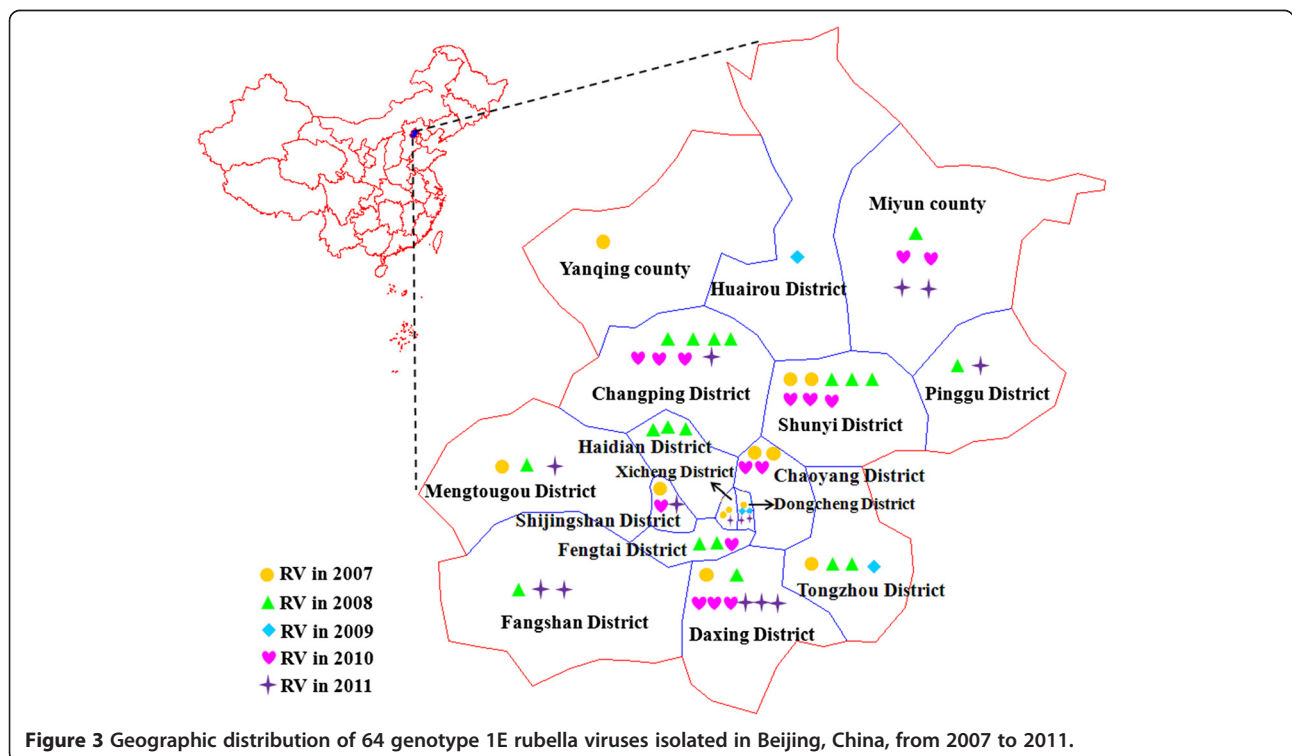 Miyun county
Yanqing county
Huairou District
Changping District
Pinggu District
Shunyi District
Haidian District
Xicheng District
Chaoyang District
Mengtougou District
Dongcheng District
Shijingshan District
Fengtai District
Tongzhou District
Fangshan District
Daxing District
RV in 2007
RV in 2008
RV in 2009
RV in 2010
RV in 2011
Figure 3 Geographic distribution of 64 genotype 1E rubella viruses isolated in Beijing, China, from 2007 to 2011.